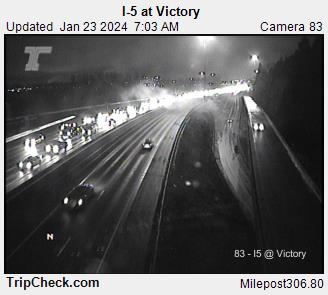 I-5 at Victory
Updated Jan 23 2024 7:03 AM Camera 83
N
83 - I5 @ Victory
TripCheck.com Milepost306.80